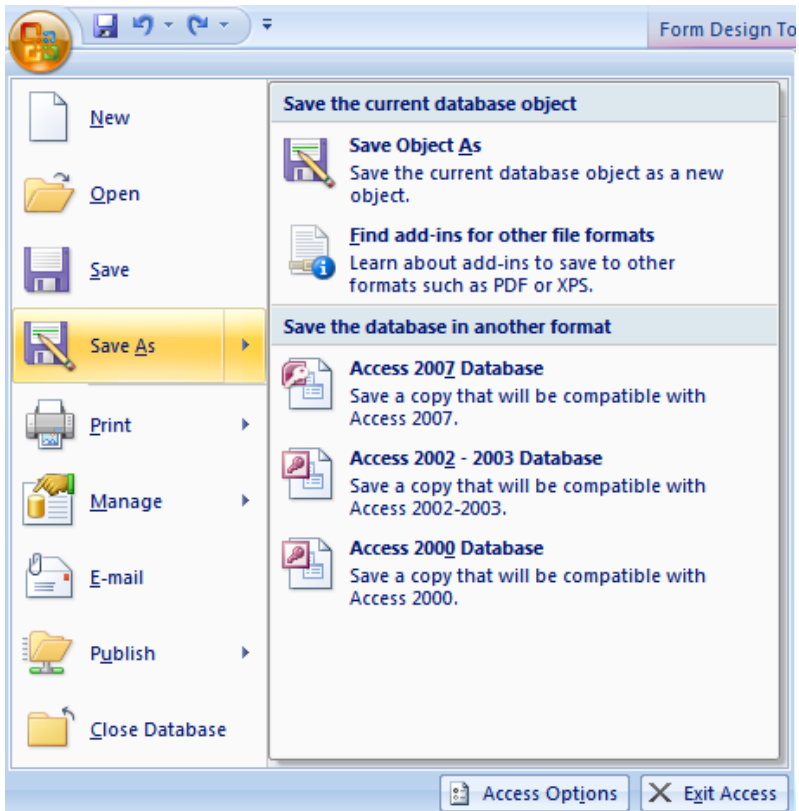 Form Design To
New
Open
Save
Save As
Print
Manage
E-mail
Publish
Close Database
Save the current database object
Save Object As
Save the current database object as a new
object.
Find add-ins for other file formats
Learn about add-ins to save to other
formats such as PDF or XPS.
Save the database in another format
Access 2007 Database
Save a copy that will be compatible with
Access 2007.
Access 2002 - 2003 Database
Save a copy that will be compatible with
Access 2002-2003.
Access 2000 Database
Save a copy that will be compatible with
Access 2000.
Access Options
Exit Access